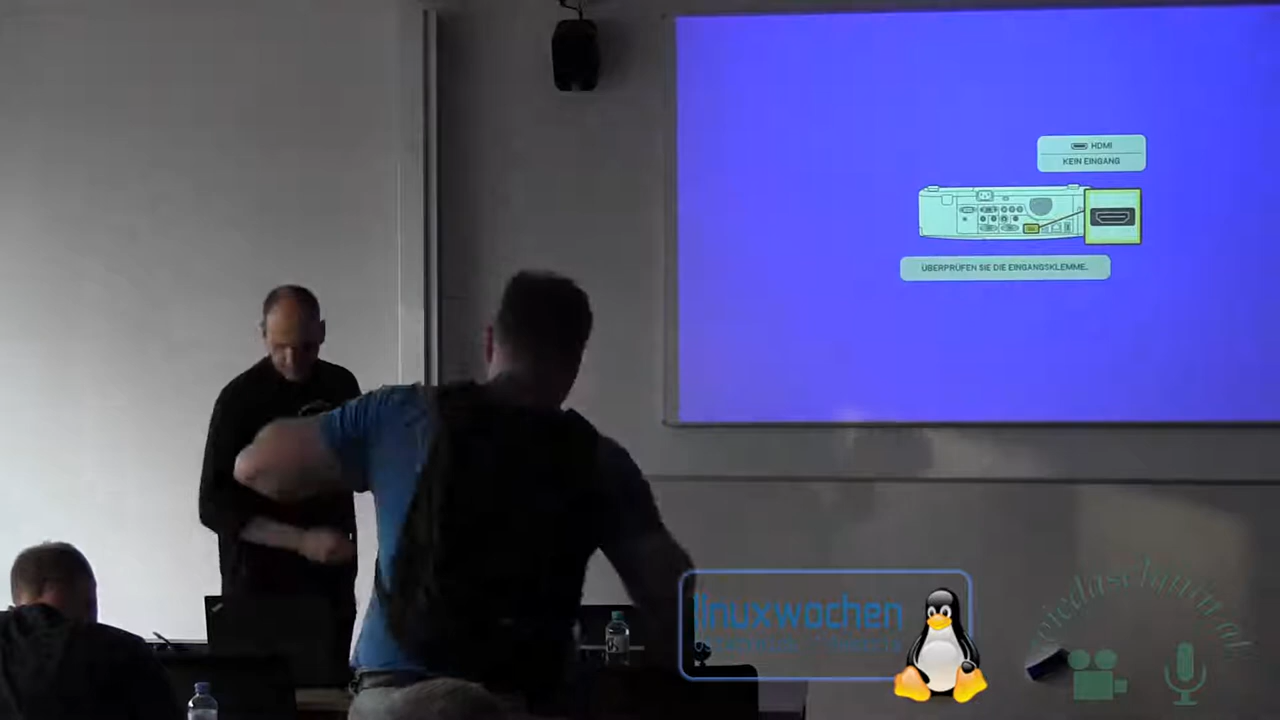 HDMI
KEIN EINGANG
ÜBERPRÜFEN SIE DIE EINGANGSKLEMME.
linuxwochen